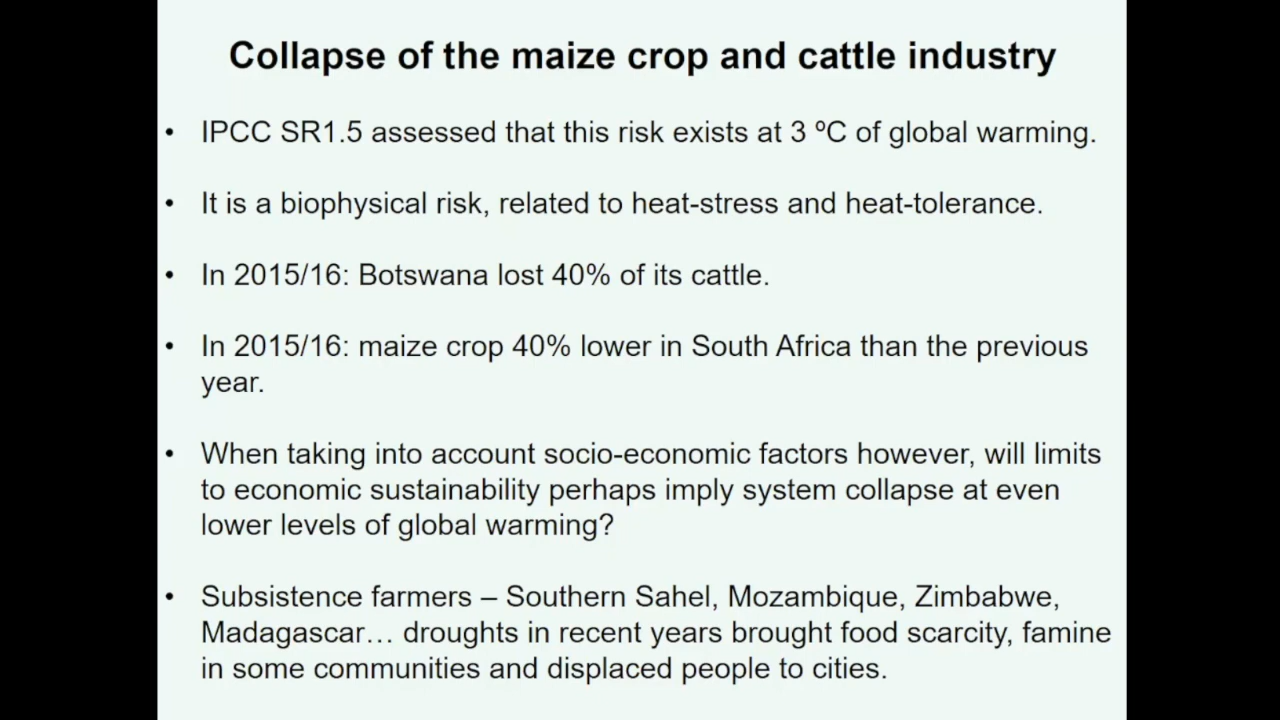 Collapse of the maize crop and cattle industry
• IPCC SR1.5 assessed that this risk exists at 3 ºC of global warming.
• It is a biophysical risk, related to heat-stress and heat-tolerance.
• In 2015/16: Botswana lost 40% of its cattle.
• In 2015/16: maize crop 40% lower in South Africa than the previous
year.
• When taking into account socio-economic factors however, will limits
to economic sustainability perhaps imply system collapse at even
lower levels of global warming?
• Subsistence farmers – Southern Sahel, Mozambique, Zimbabwe,
Madagascar… droughts in recent years brought food scarcity, famine
in some communities and displaced people to cities.